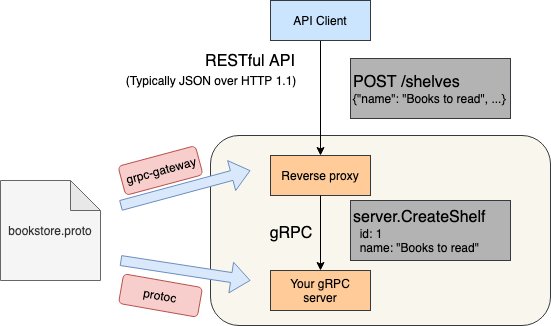 API Client
RESTful API
(Typically JSON over HTTP 1.1)
POST /shelves
{"name": "Books to read", ...}
grpc-gateway
Reverse proxy
bookstore.proto
gRPC
server.CreateShelf
id: 1
name: "Books to read"
protoc
Your gRPC
server